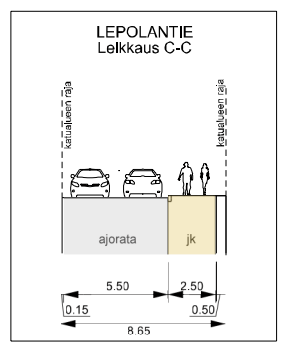 LEPOLANTIE
Leikkaus C-C
katualueen raja
katualueen raja
ajorata
jk
5.50
2.50
0.15
0.50
8.65